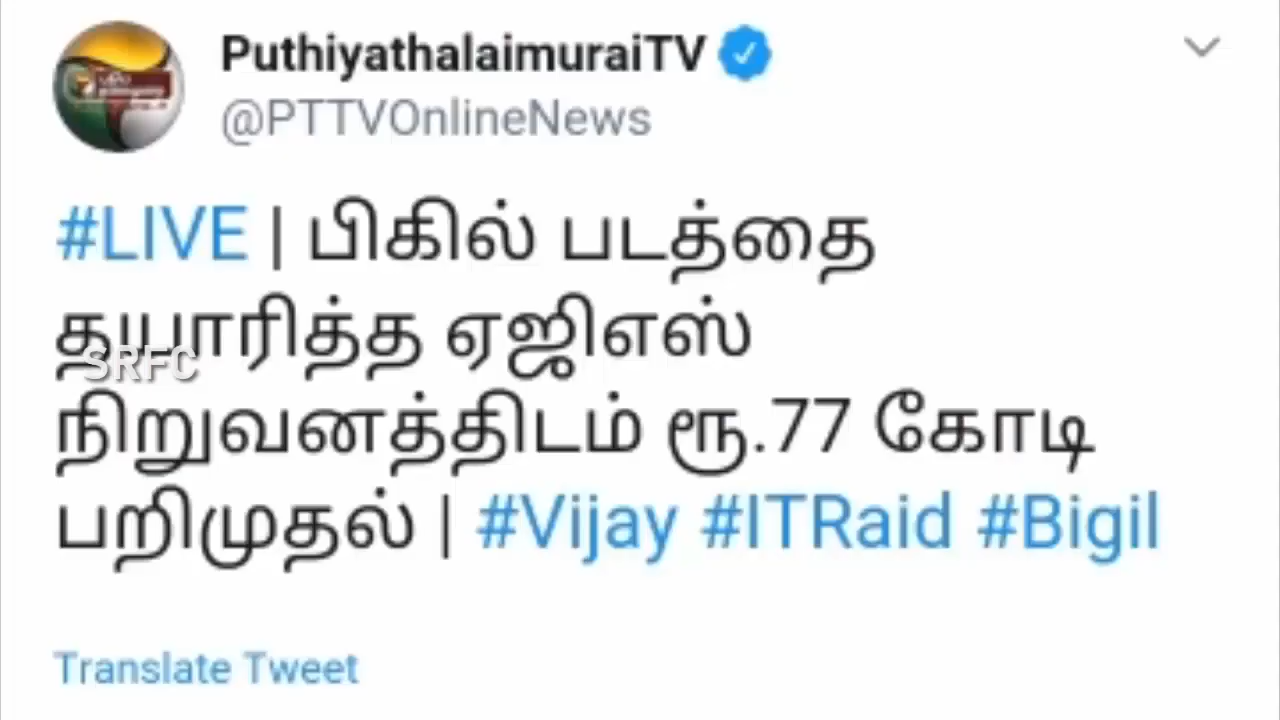 PuthiyathalaimuraiTV
@PTTVOnlineNews
#LIVE | பிகில் படத்தை
தயாரித்த ஏஜிஎஸ்
SRFC
நிறுவனத்திடம் ரூ.77 கோடி
பறிமுதல் | #Vijay #ITRaid #Bigil
Translate Tweet